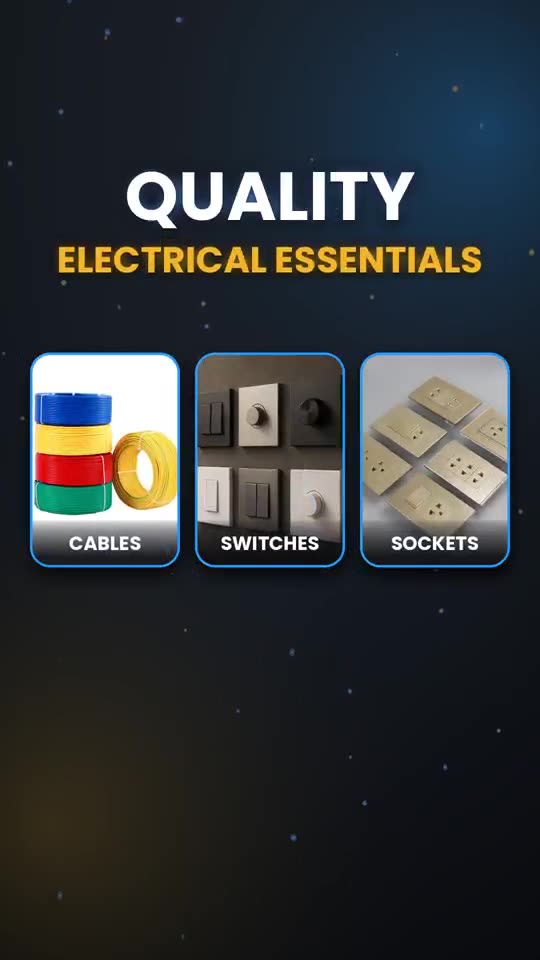 QUALITY
ELECTRICAL ESSENTIALS
CABLES
SWITCHES
SOCKETS